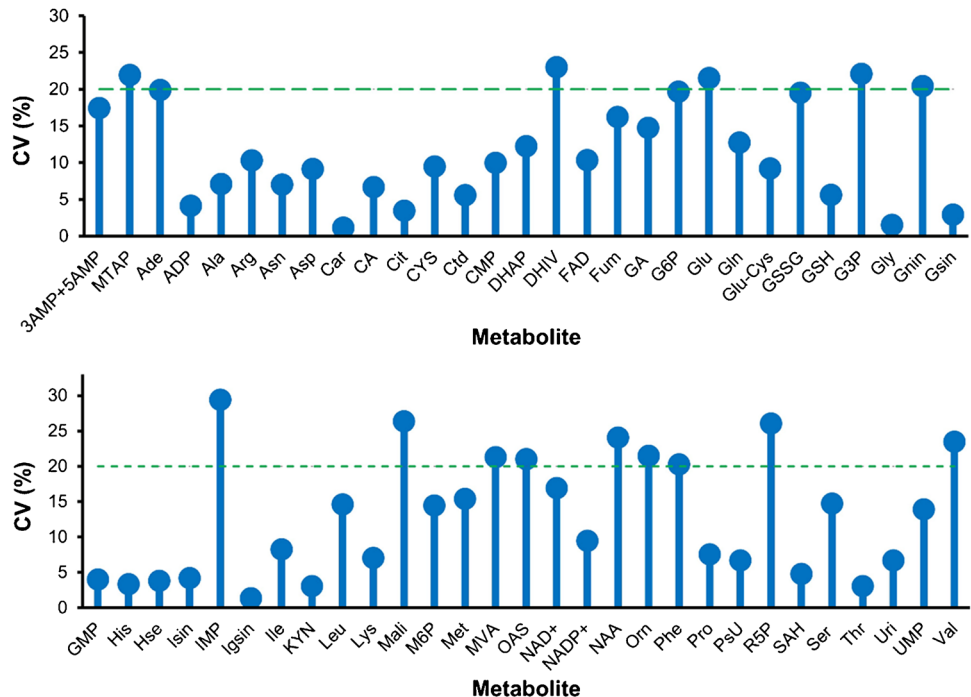 30
25
20
15
10
5
0
CV (%)
3AMP+5AMP MTAP Ade ADP Ala Arg Asn Asp Car CA Cit CYS Ctd CMP DHAP DHIV FAD Fum GA G6P Glu Gln Glu-Cys GSSG GSH G3P Gly Gnin Gsin
Metabolite
30
25
20
15
10
5
0
CV (%)
GMP His Hse Isin IMP Igsin Ile KYN Leu Lys Mali M6P Met MVA OAS NAD+ NADP+ NAA Orn Phe Pro PsU R5P SAH Ser Thr Uri UMP Val
Metabolite